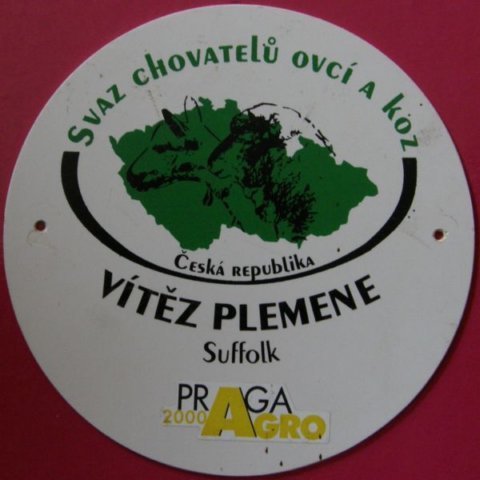 Svaz chovatelů ovcí a koz
Česká republika
VÍTĚZ PLEMENE
Suffolk
PRAGA
2000 AGRO